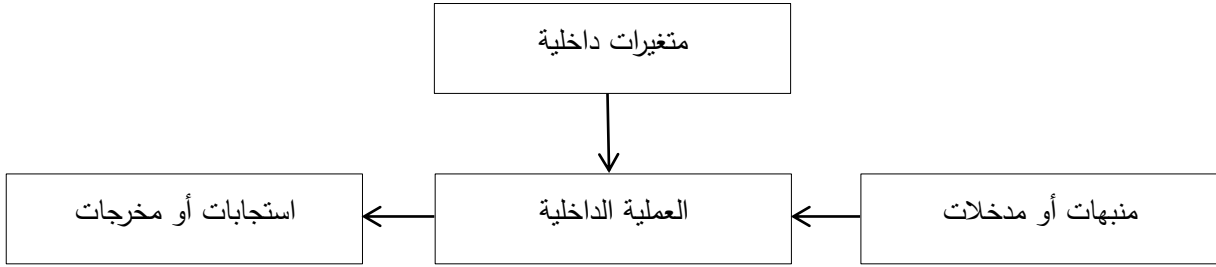 متغيرات داخلية
منبهات أو مدخلات
العملية الداخلية
استجابات أو مخرجات